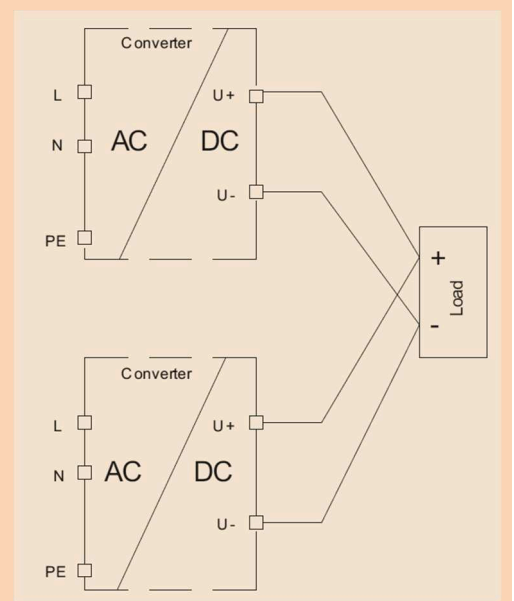 Converter
L
U+
N
AC
DC
U-
PE
+
Load
-
Converter
L
U+
N
AC
DC
U-
PE